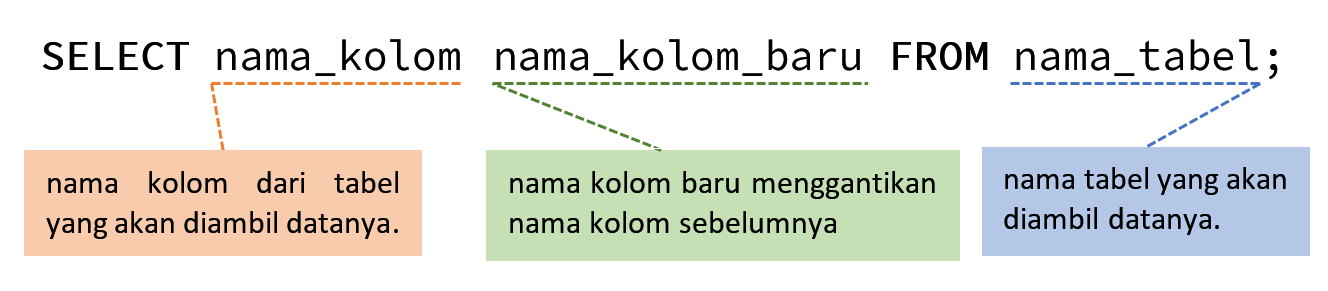 SELECT nama_kolom nama_kolom_baru FROM nama_tabel;
nama kolom dari tabel
yang akan diambil datanya.
nama kolom baru menggantikan
nama kolom sebelumnya
nama tabel yang akan
diambil datanya.